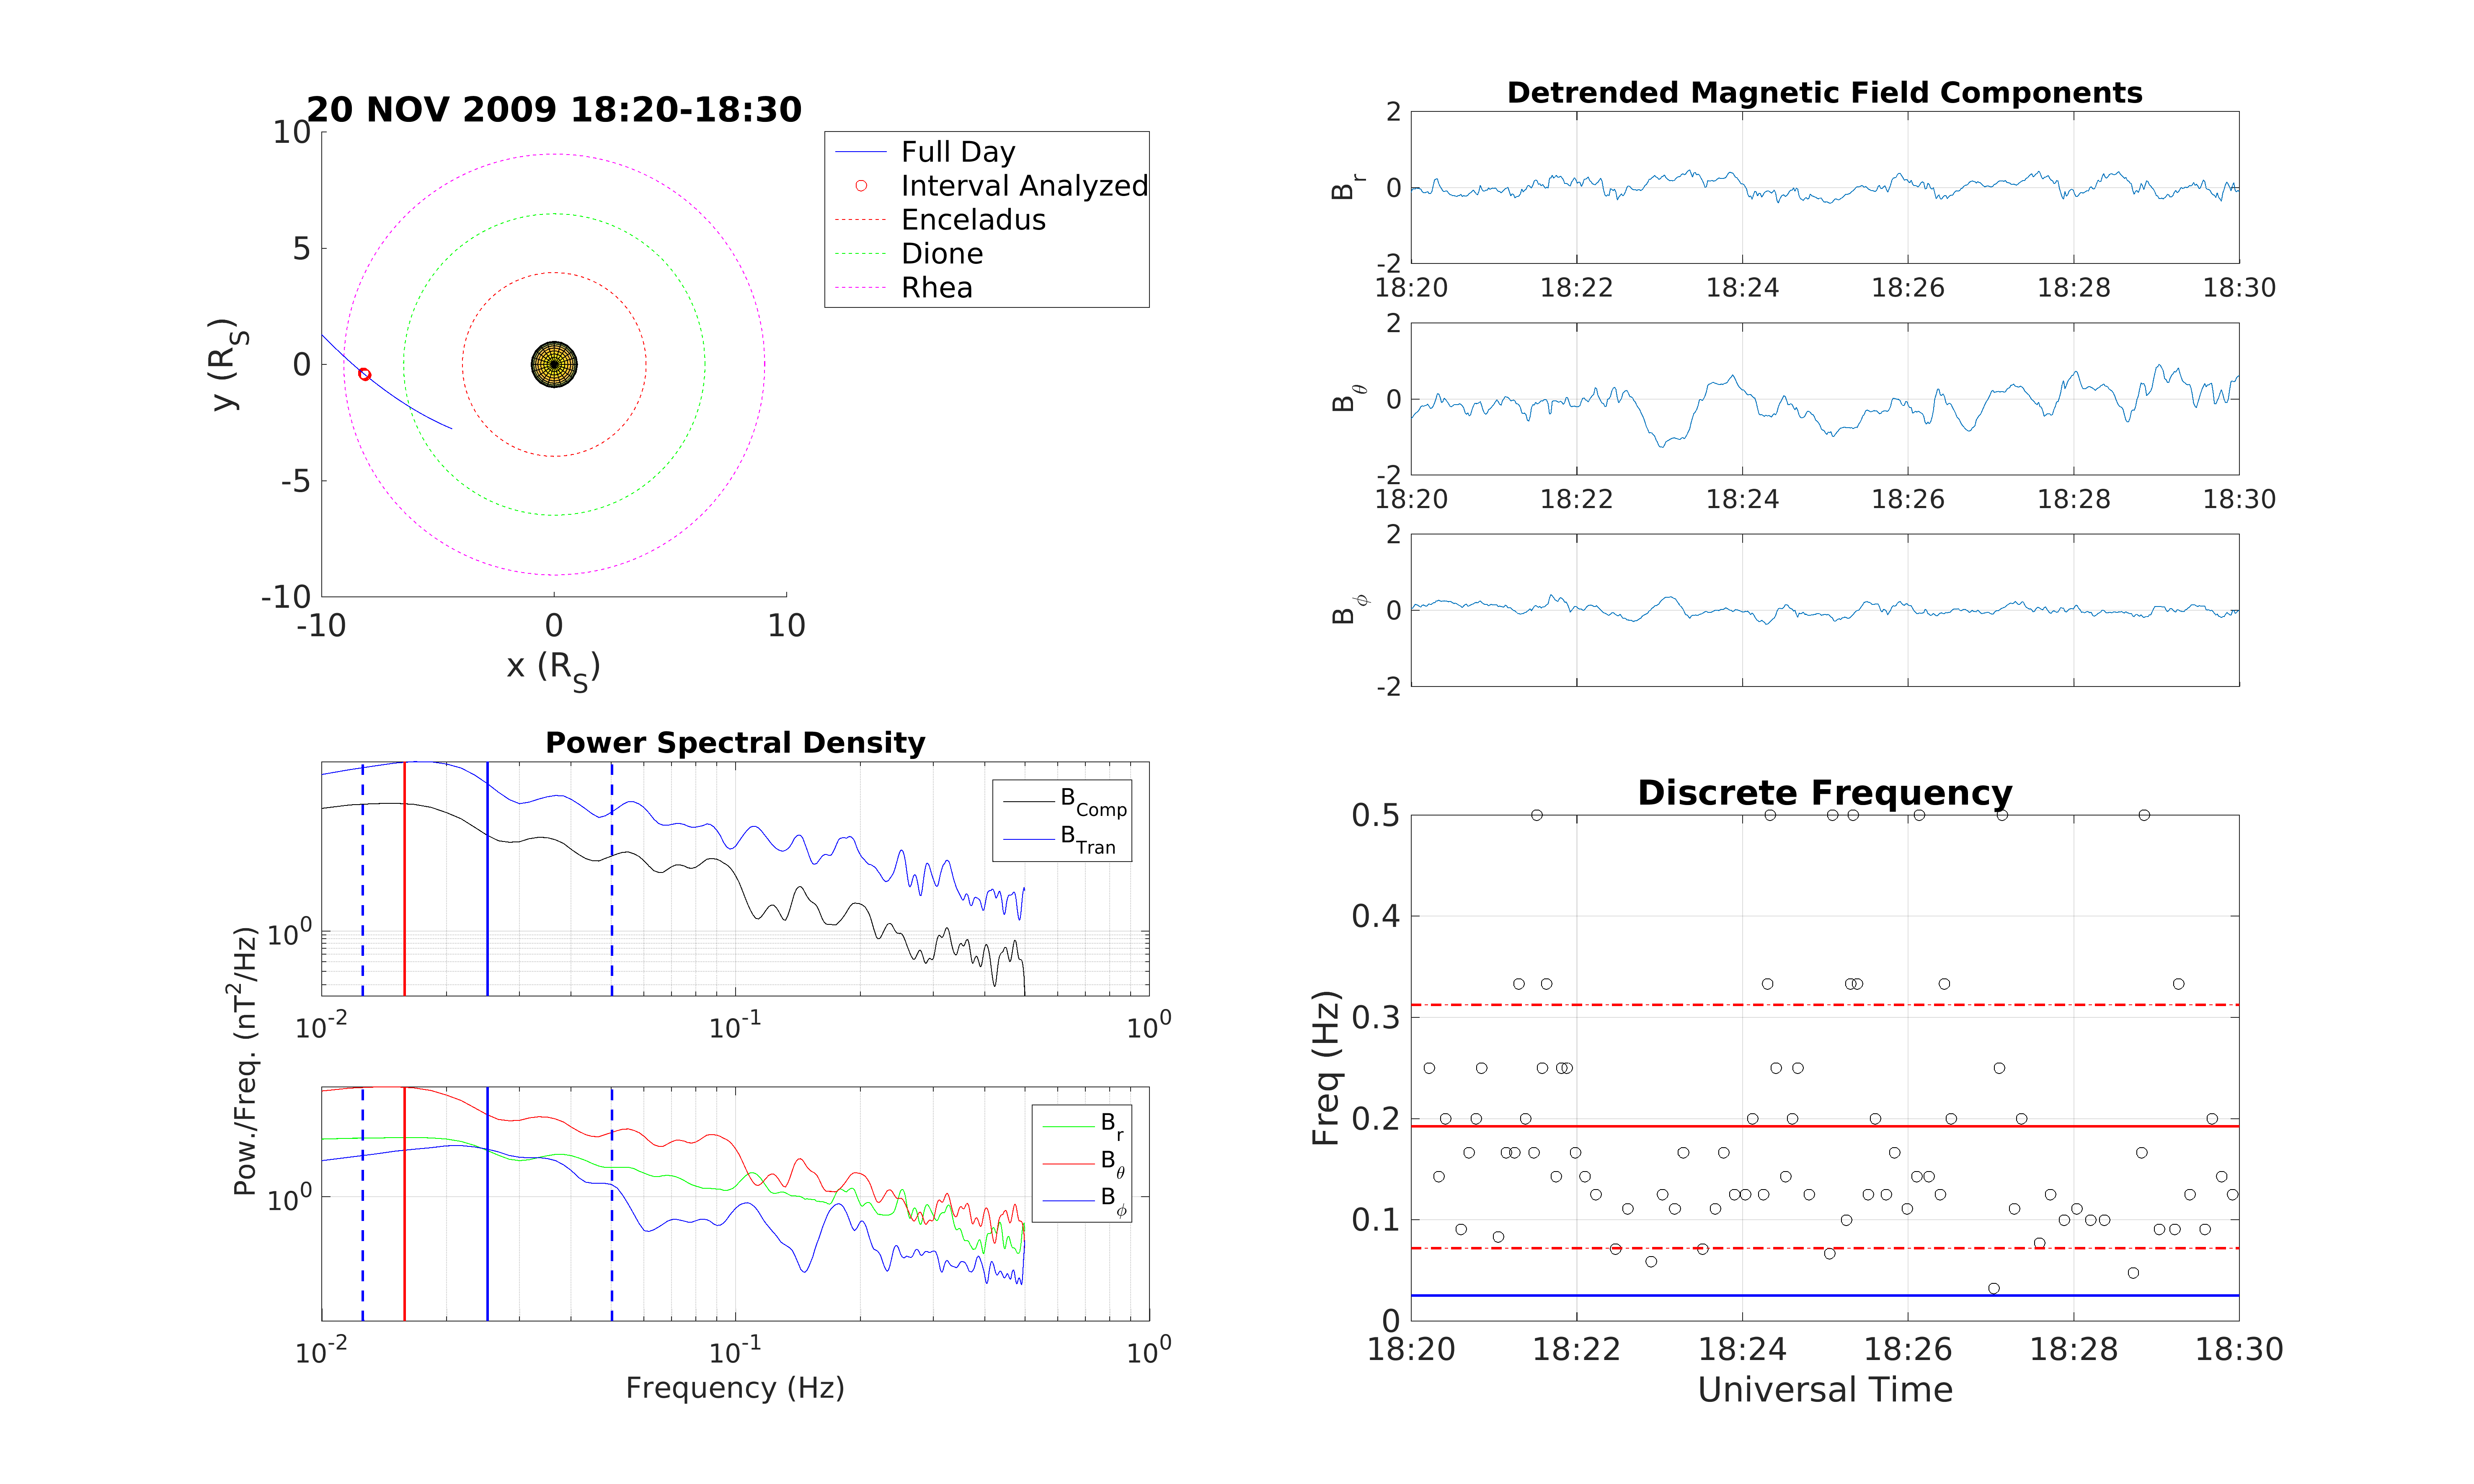 20 NOV 2009 18:20-18:30
10
5
0
-5
-10
-10 0 10
y (R_S)
x (R_S)
Full Day
Interval Analyzed
Enceladus
Dione
Rhea
Detrended Magnetic Field Components
2
0
-2
B_r
18:20 18:22 18:24 18:26 18:28 18:30
2
0
-2
B_θ
18:20 18:22 18:24 18:26 18:28 18:30
2
0
-2
B_ϕ
Power Spectral Density
B_Comp
B_Tran
10^0
10^-2 10^-1 10^0
Pow./Freq. (nT^2/Hz)
B_r
B_θ
B_ϕ
10^0
10^-2 10^-1 10^0
Frequency (Hz)
Discrete Frequency
0.5
0.4
0.3
0.2
0.1
0
Freq (Hz)
18:20 18:22 18:24 18:26 18:28 18:30
Universal Time